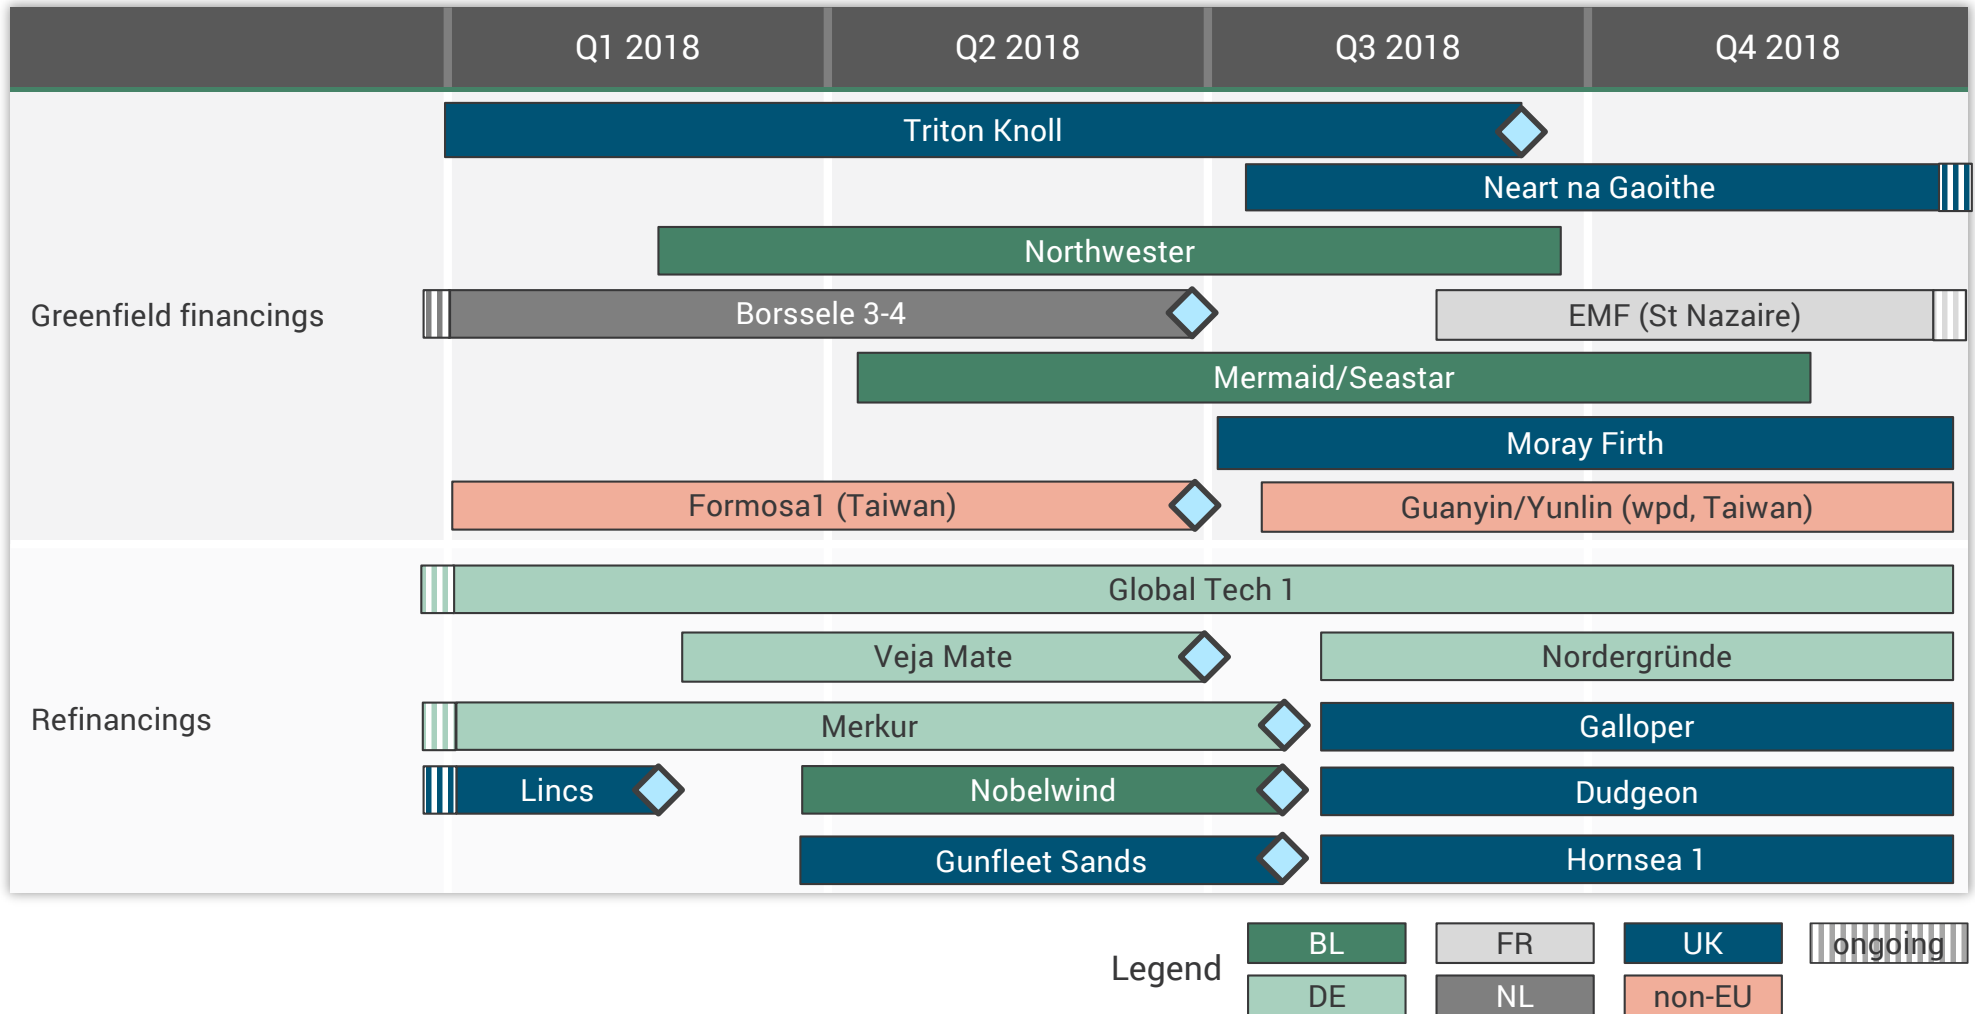 Q1 2018 Q2 2018 Q3 2018 Q4 2018
Triton Knoll
Neart na Gaoithe
Northwester
Greenfield financings
Borssele 3-4
EMF (St Nazaire)
Mermaid/Seastar
Moray Firth
Formosa1 (Taiwan)
Guanyin/Yunlin (wpd, Taiwan)
Global Tech 1
Veja Mate
Nordergründe
Refinancings
Merkur
Galloper
Lincs
Nobelwind
Dudgeon
Gunfleet Sands
Hornsea 1
Legend
BL
FR
UK
ongoing
DE
NL
non-EU